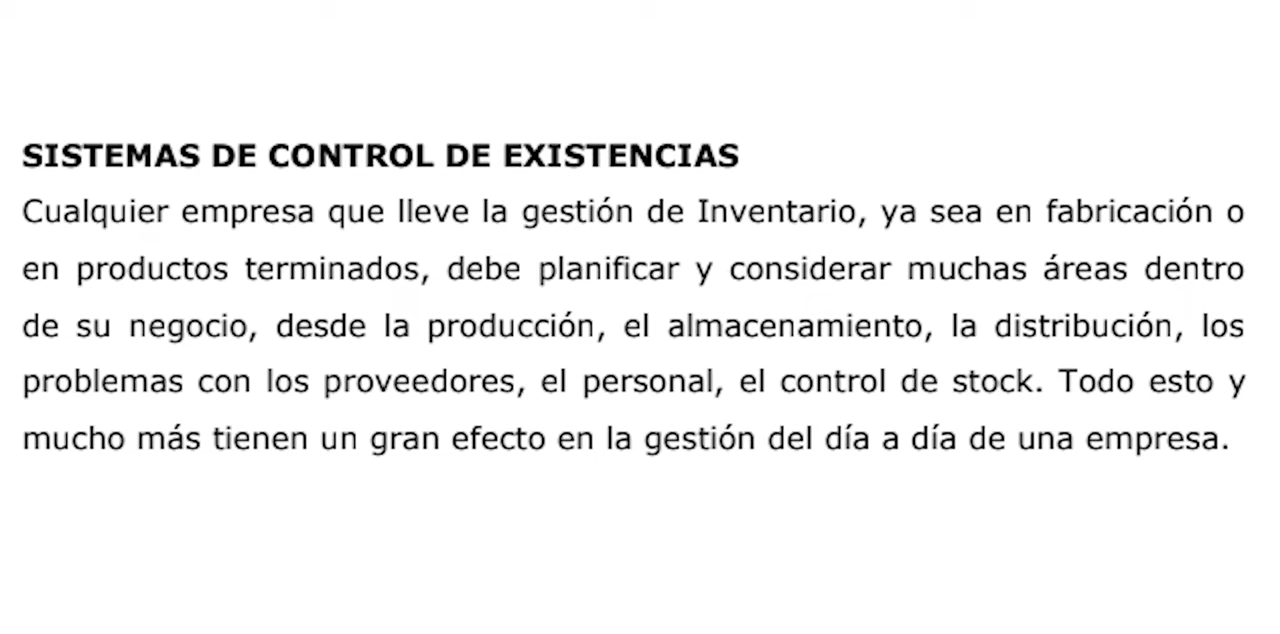 SISTEMAS DE CONTROL DE EXISTENCIAS
Cualquier empresa que lleve la gestión de Inventario, ya sea en fabricación o
en productos terminados, debe planificar y considerar muchas áreas dentro
de su negocio, desde la producción, el almacenamiento, la distribución, los
problemas con los proveedores, el personal, el control de stock. Todo esto y
mucho más tienen un gran efecto en la gestión del día a día de una empresa.